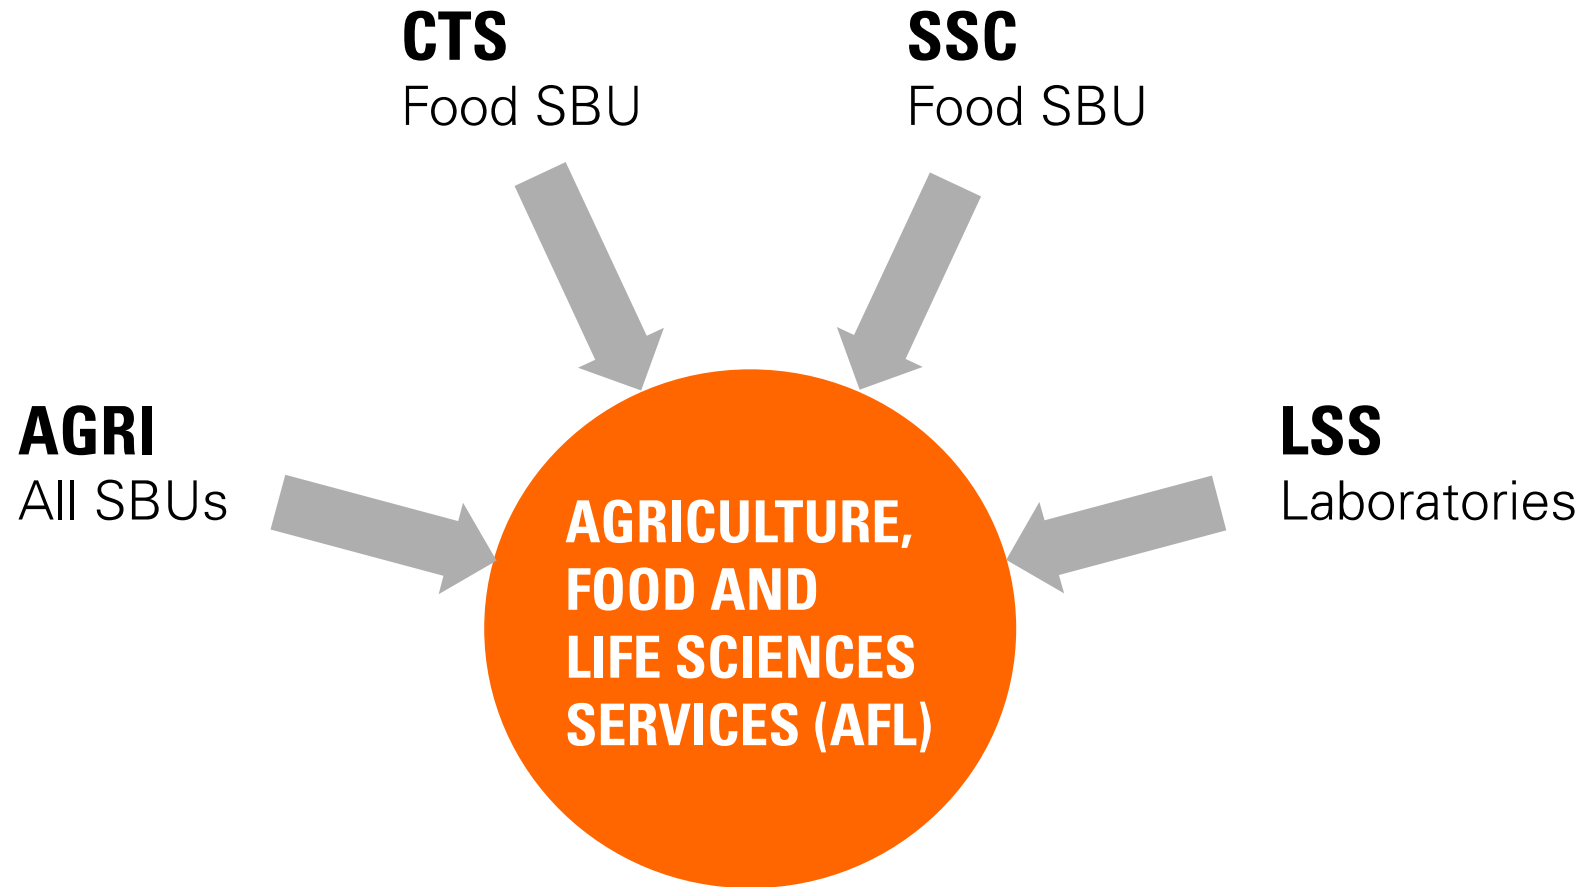 CTS
Food SBU
SSC
Food SBU
AGRI
All SBUs
LSS
Laboratories
AGRICULTURE,
FOOD AND
LIFE SCIENCES
SERVICES (AFL)